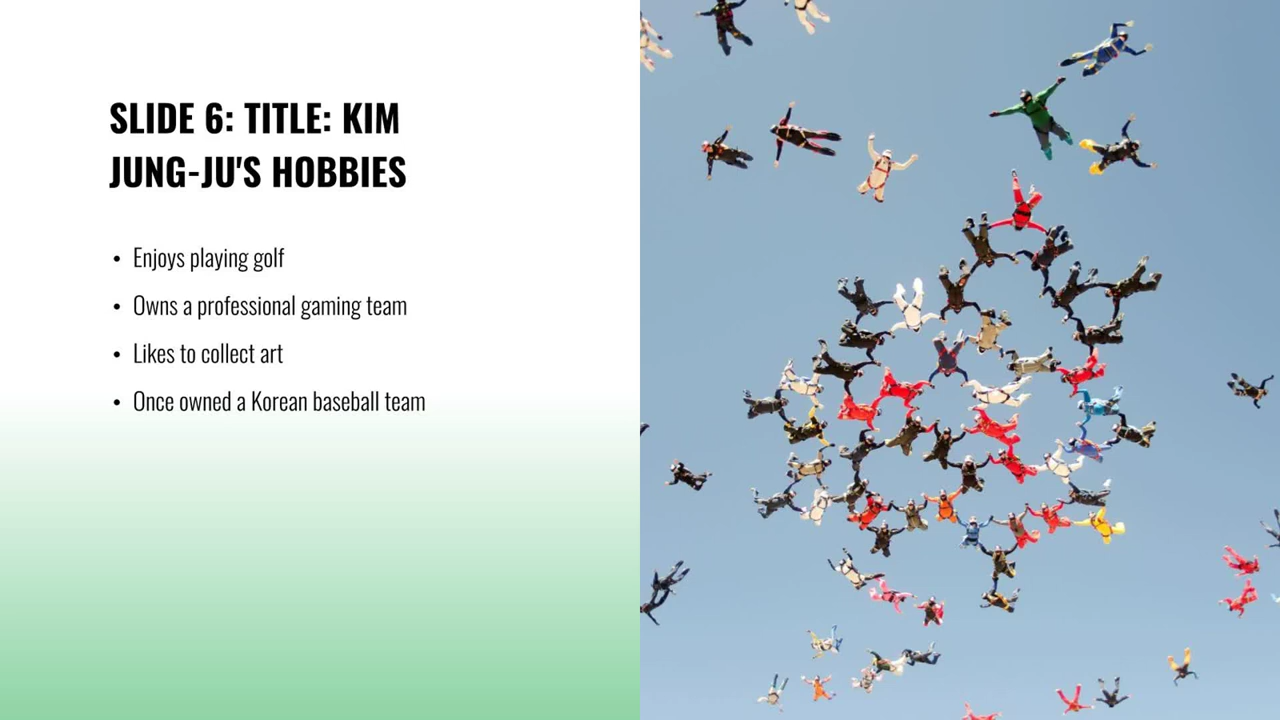 SLIDE 6: TITLE: KIM
JUNG-JU'S HOBBIES
• Enjoys playing golf
• Owns a professional gaming team
• Likes to collect art
• Once owned a Korean baseball team